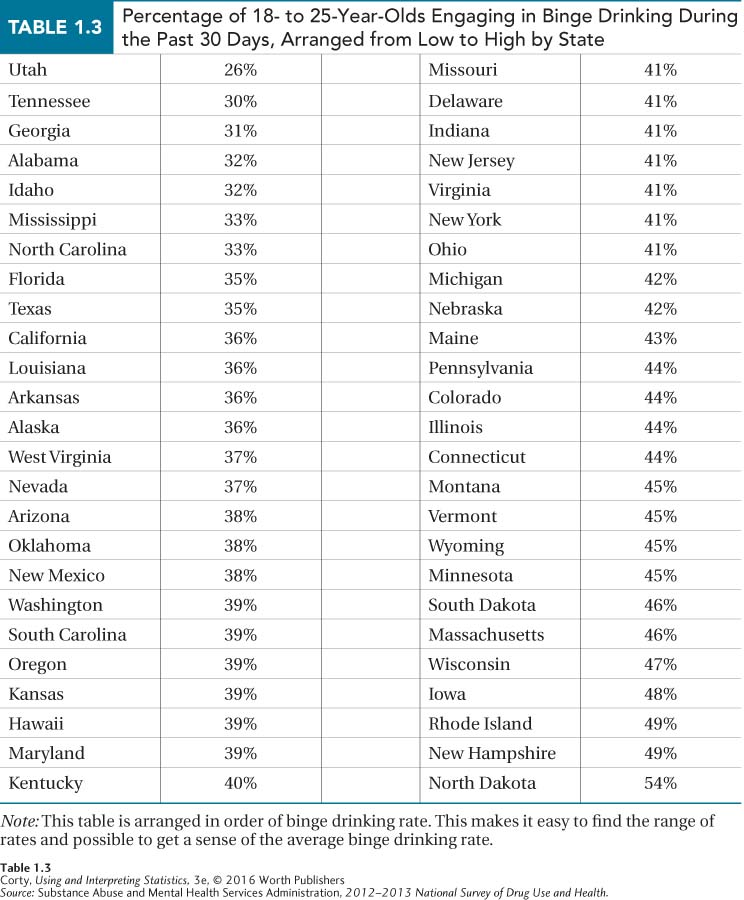 TABLE 1.3
Percentage of 18- to 25-Year-Olds Engaging in Binge Drinking During
the Past 30 Days, Arranged from Low to High by State
Utah 26% Missouri 41%
Tennessee 30% Delaware 41%
Georgia 31% Indiana 41%
Alabama 32% New Jersey 41%
Idaho 32% Virginia 41%
Mississippi 33% New York 41%
North Carolina 33% Ohio 41%
Florida 35% Michigan 42%
Texas 35% Nebraska 42%
California 36% Maine 43%
Louisiana 36% Pennsylvania 44%
Arkansas 36% Colorado 44%
Alaska 36% Illinois 44%
West Virginia 37% Connecticut 44%
Nevada 37% Montana 45%
Arizona 38% Vermont 45%
Oklahoma 38% Wyoming 45%
New Mexico 38% Minnesota 45%
Washington 39% South Dakota 46%
South Carolina 39% Massachusetts 46%
Oregon 39% Wisconsin 47%
Kansas 39% Iowa 48%
Hawaii 39% Rhode Island 49%
Maryland 39% New Hampshire 49%
Kentucky 40% North Dakota 54%
Note: This table is arranged in order of binge drinking rate. This makes it easy to find the range of
rates and possible to get a sense of the average binge drinking rate.
Table 1.3
Corty, Using and Interpreting Statistics, 3e, © 2016 Worth Publishers
Source: Substance Abuse and Mental Health Services Administration, 2012–2013 National Survey of Drug Use and Health.